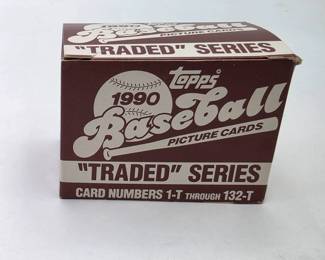 "TRADED" SERIES
Topps®
1990
Baseball
PICTURE CARDS
"TRADED" SERIES
CARD NUMBERS 1-T THROUGH 132-T